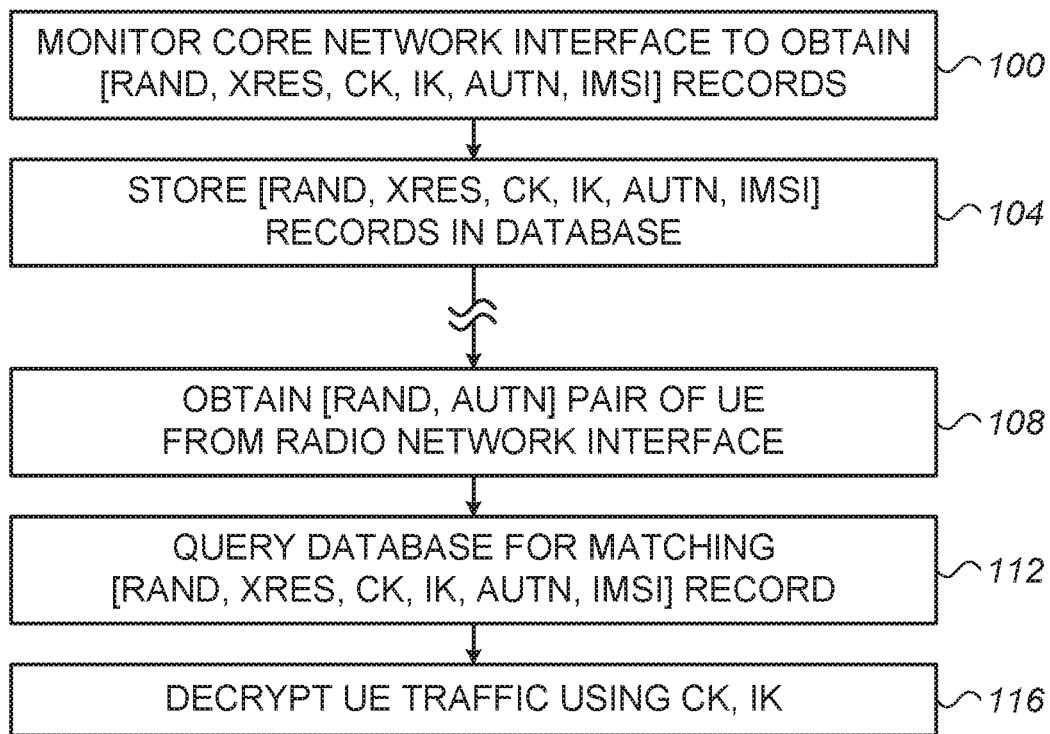 MONITOR CORE NETWORK INTERFACE TO OBTAIN
[RAND, XRES, CK, IK, AUTN, IMSI] RECORDS
100
STORE [RAND, XRES, CK, IK, AUTN, IMSI]
RECORDS IN DATABASE
104
OBTAIN [RAND, AUTN] PAIR OF UE
FROM RADIO NETWORK INTERFACE
108
QUERY DATABASE FOR MATCHING
[RAND, XRES, CK, IK, AUTN, IMSI] RECORD
112
DECRYPT UE TRAFFIC USING CK, IK
116